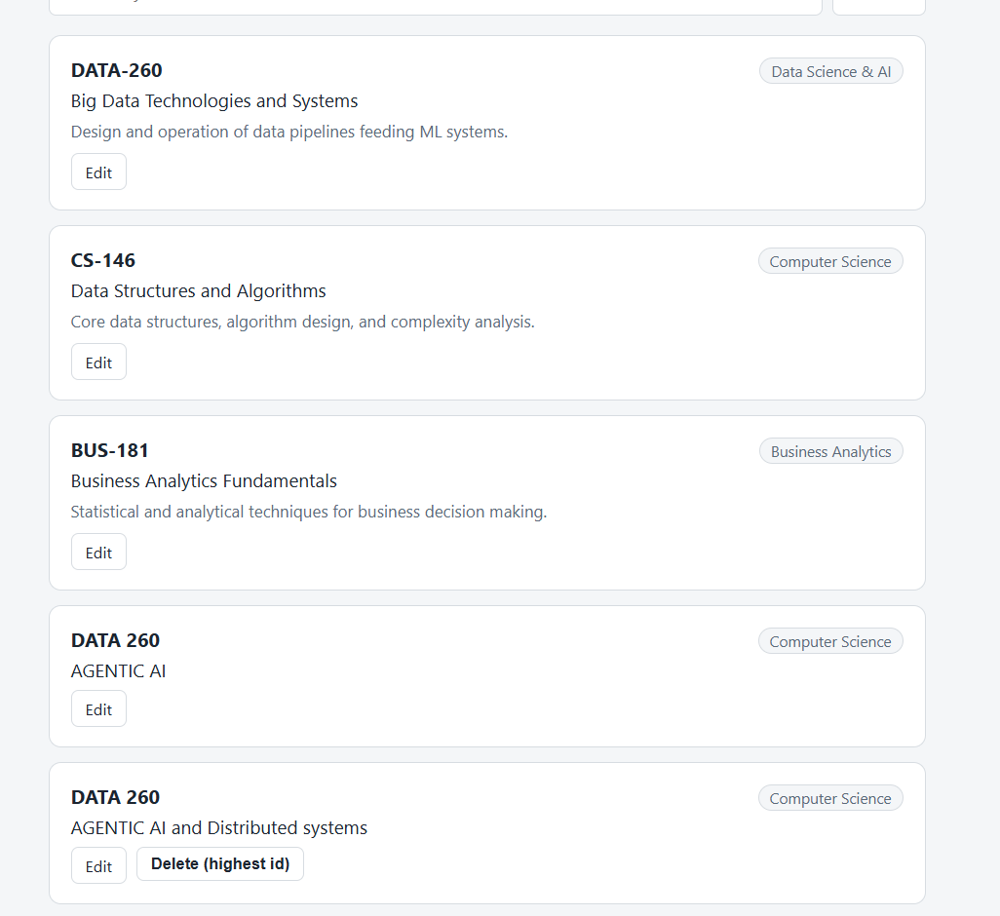 DATA-260
Data Science & AI
Big Data Technologies and Systems
Design and operation of data pipelines feeding ML systems.
Edit
CS-146
Computer Science
Data Structures and Algorithms
Core data structures, algorithm design, and complexity analysis.
Edit
BUS-181
Business Analytics
Business Analytics Fundamentals
Statistical and analytical techniques for business decision making.
Edit
DATA 260
Computer Science
AGENTIC AI
Edit
DATA 260
Computer Science
AGENTIC AI and Distributed systems
Edit
Delete (highest id)